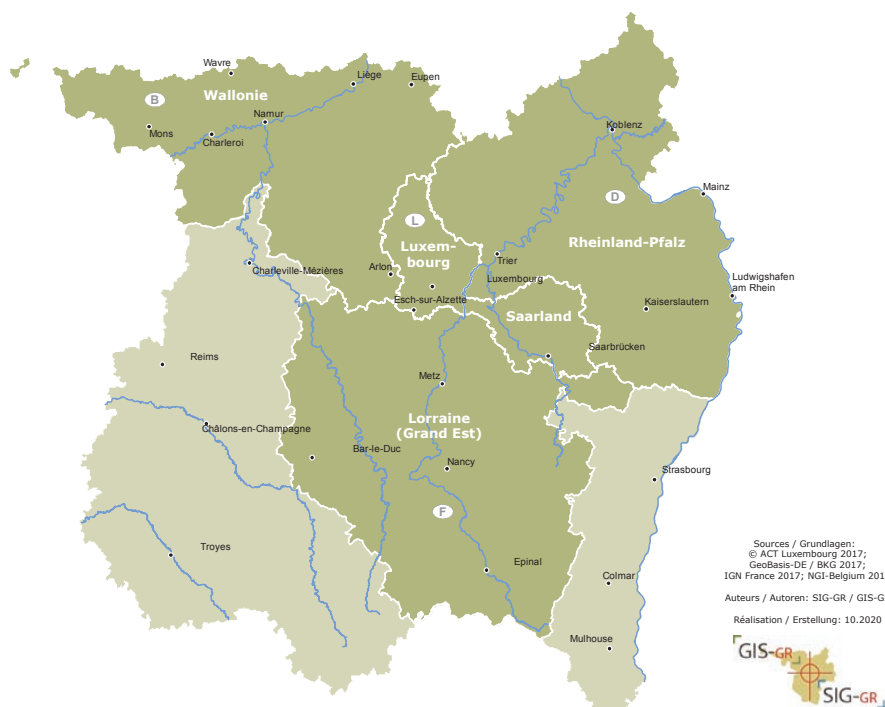 Wavre
Liège
Eupen
B
Wallonie
Namur
Mons
Charleroi
Koblenz
Mainz
D
L
Luxem-
bourg
Rheinland-Pfalz
Trier
Charleville-Mézières
Arlon
Luxembourg
Ludwigshafen
am Rhein
Esch-sur-Alzette
Kaiserslautern
Saarland
Saarbrücken
Reims
Metz
Lorraine
(Grand Est)
Châlons-en-Champagne
Bar-le-Duc
Nancy
Strasbourg
F
Troyes
Epinal
Colmar
Mulhouse
Sources / Grundlagen:
© ACT Luxembourg 2017;
GeoBasis-DE / BKG 2017;
IGN France 2017; NGI-Belgium 201
Auteurs / Autoren: SIG-GR / GIS-G
Réalisation / Erstellung: 10.2020
GIS-GR
SIG-GR